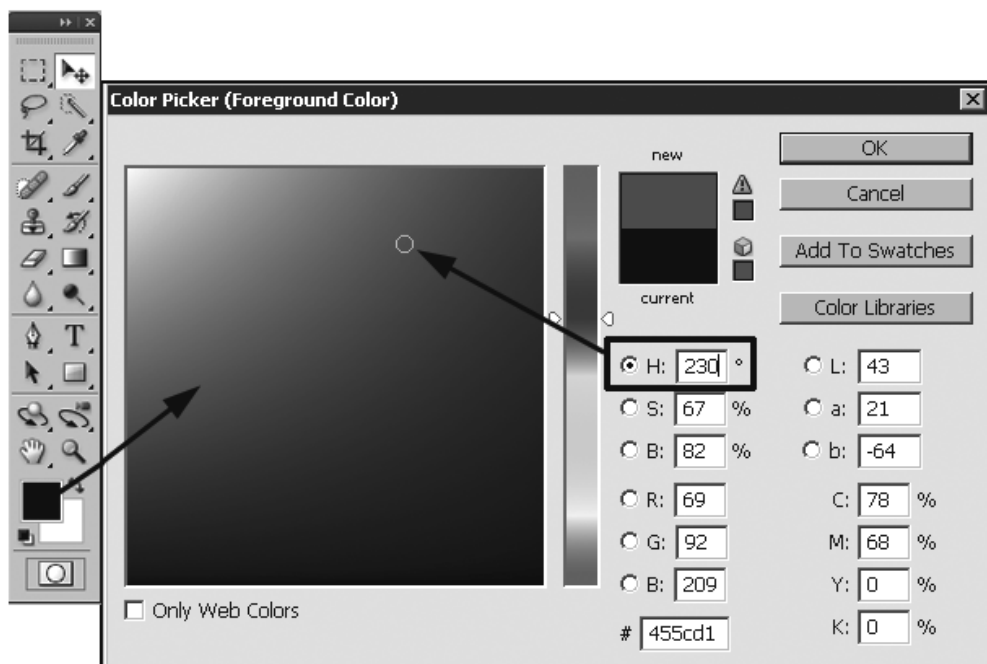 Color Picker (Foreground Color)
new
current
OK
Cancel
Add To Swatches
Color Libraries
H: 230 °
S: 67 %
B: 82 %
R: 69
G: 92
B: 209
# 455cd1
L: 43
a: 21
b: -64
C: 78 %
M: 68 %
Y: 0 %
K: 0 %
Only Web Colors
T